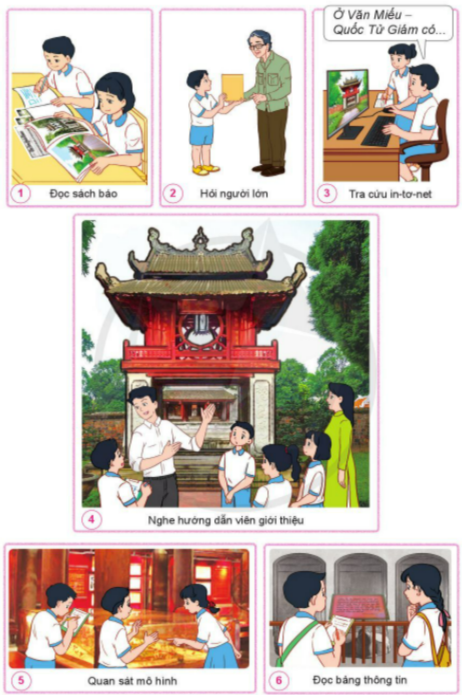 Ở Văn Miếu –
Quốc Tử Giám có...
1 Đọc sách báo
2 Hỏi người lớn
3 Tra cứu in-tơ-net
4 Nghe hướng dẫn viên giới thiệu
5 Quan sát mô hình
6 Đọc bảng thông tin